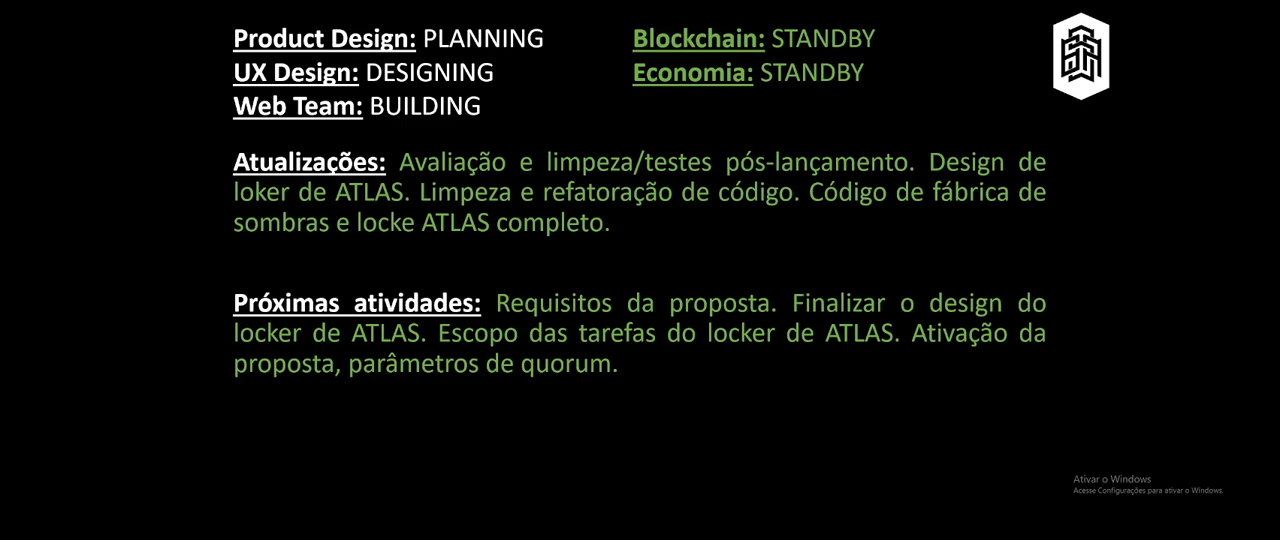 Product Design: PLANNING
UX Design: DESIGNING
Web Team: BUILDING
Blockchain: STANDBY
Economia: STANDBY
Atualizações: Avaliação e limpeza/testes pós-lançamento. Design de
loker de ATLAS. Limpeza e refatoração de código. Código de fábrica de
sombras e locke ATLAS completo.
Próximas atividades: Requisitos da proposta. Finalizar o design do
locker de ATLAS. Escopo das tarefas do locker de ATLAS. Ativação da
proposta, parâmetros de quorum.
Ativar o Windows
Acesse Configurações para ativar o Windows.